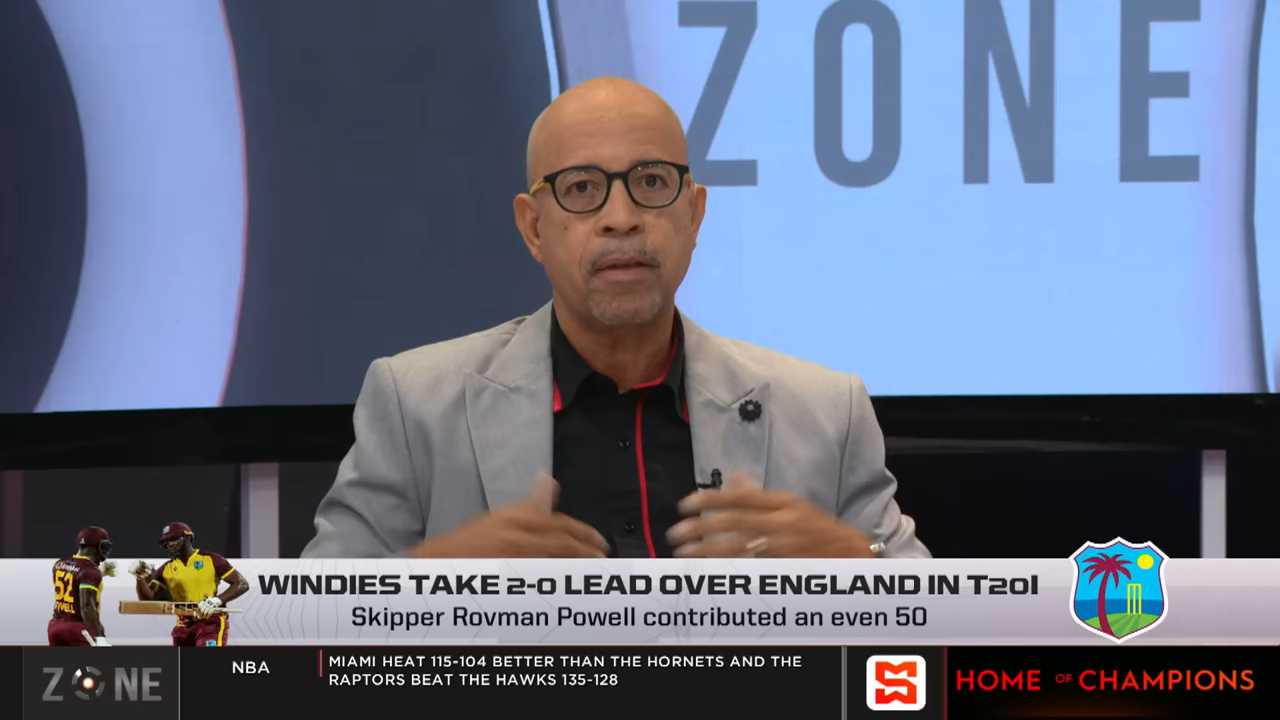 ZONE
WINDIES TAKE 2-0 LEAD OVER ENGLAND IN T20I
Skipper Rovman Powell contributed an even 50
52
POWELL
ZONE
NBA
MIAMI HEAT 115-104 BETTER THAN THE HORNETS AND THE
RAPTORS BEAT THE HAWKS 135-128
HOME OF CHAMPIONS